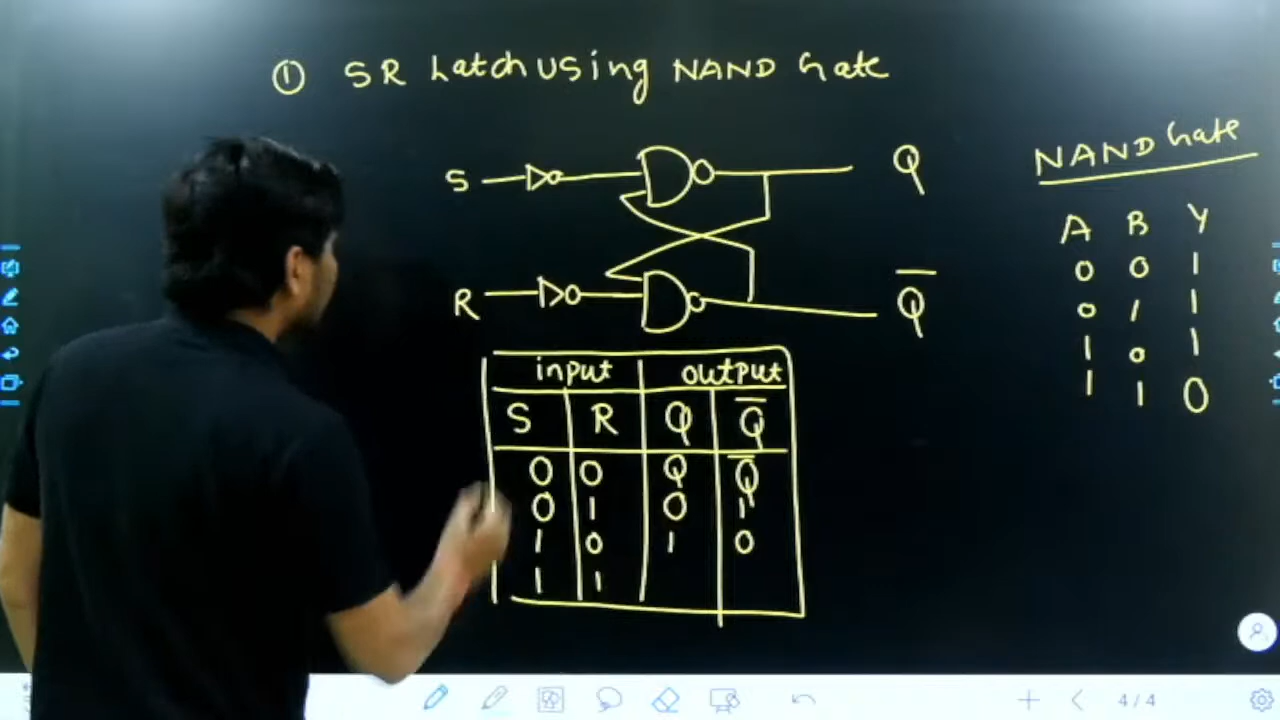 ① SR Latch using NAND Gate
S Q
R Q̅
input output
S R Q Q̅
0 0 Q Q̅
0 1 0 1
1 0 1 0
1 1
NAND Gate
A B Y
0 0 1
0 1 1
1 0 1
1 1 0
4/4